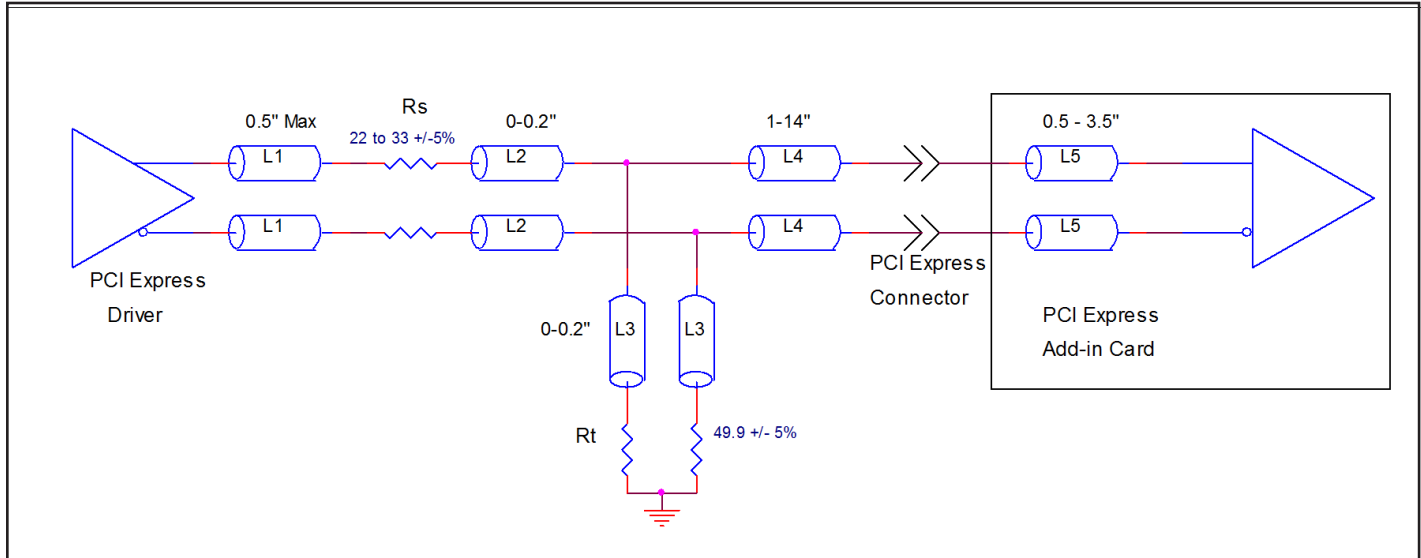 Rs
0.5" Max
22 to 33 +/-5%
0-0.2"
1-14"
0.5 - 3.5"
L1
L2
L4
L5
L1
L2
L4
L5
PCI Express
Driver
PCI Express
Connector
0-0.2"
L3
L3
PCI Express
Add-in Card
Rt
49.9 +/- 5%